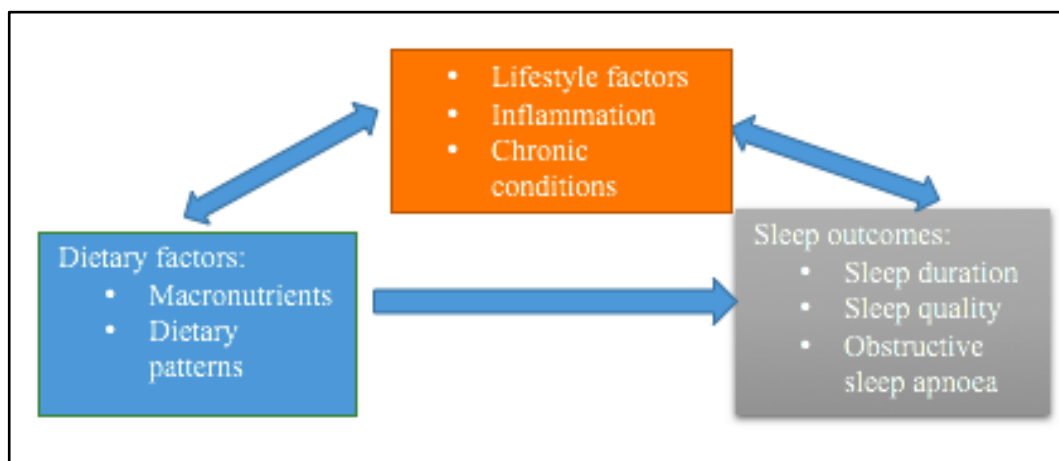 • Lifestyle factors
• Inflammation
• Chronic
conditions
Dietary factors:
• Macronutrients
• Dietary
patterns
Sleep outcomes:
• Sleep duration
• Sleep quality
• Obstructive
sleep apnoea